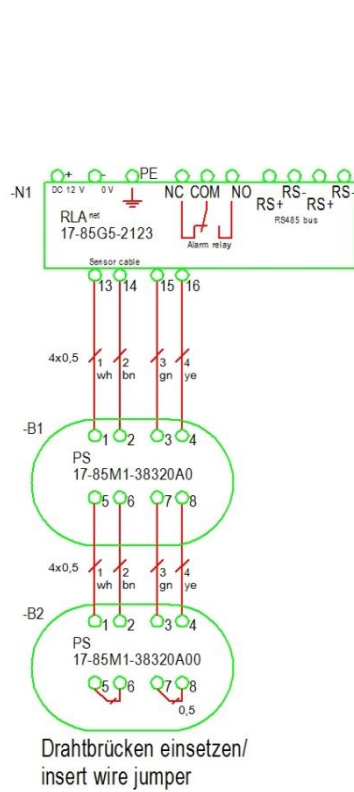 + - PE
DC 12 V 0 V NC COM NO RS- RS-
RS+ RS+
-N1
RLA net
17-85G5-2123
RS485 bus
Alarm relay
Sensor cable
13 14 15 16
4x0,5 1 2 3 4
wh bn gn ye
-B1
1 2 3 4
PS
17-85M1-38320A0
5 6 7 8
4x0,5 1 2 3 4
wh bn gn ye
-B2
1 2 3 4
PS
17-85M1-38320A00
5 6 7 8
0,5
Drahtbrücken einsetzen/
insert wire jumper